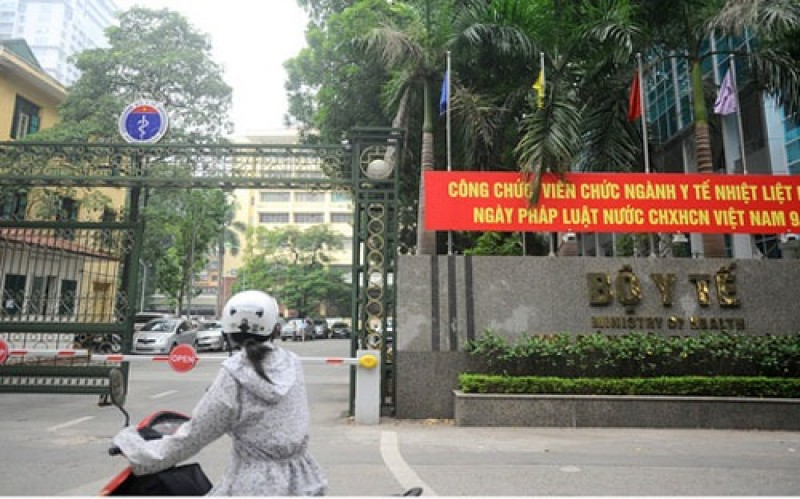 CÔNG CHỨC, VIÊN CHỨC NGÀNH Y TẾ NHIỆT LIỆT
NGÀY PHÁP LUẬT NƯỚC CHXHCN VIỆT NAM 9
BỘ Y TẾ
MINISTRY OF HEALTH
OPEN